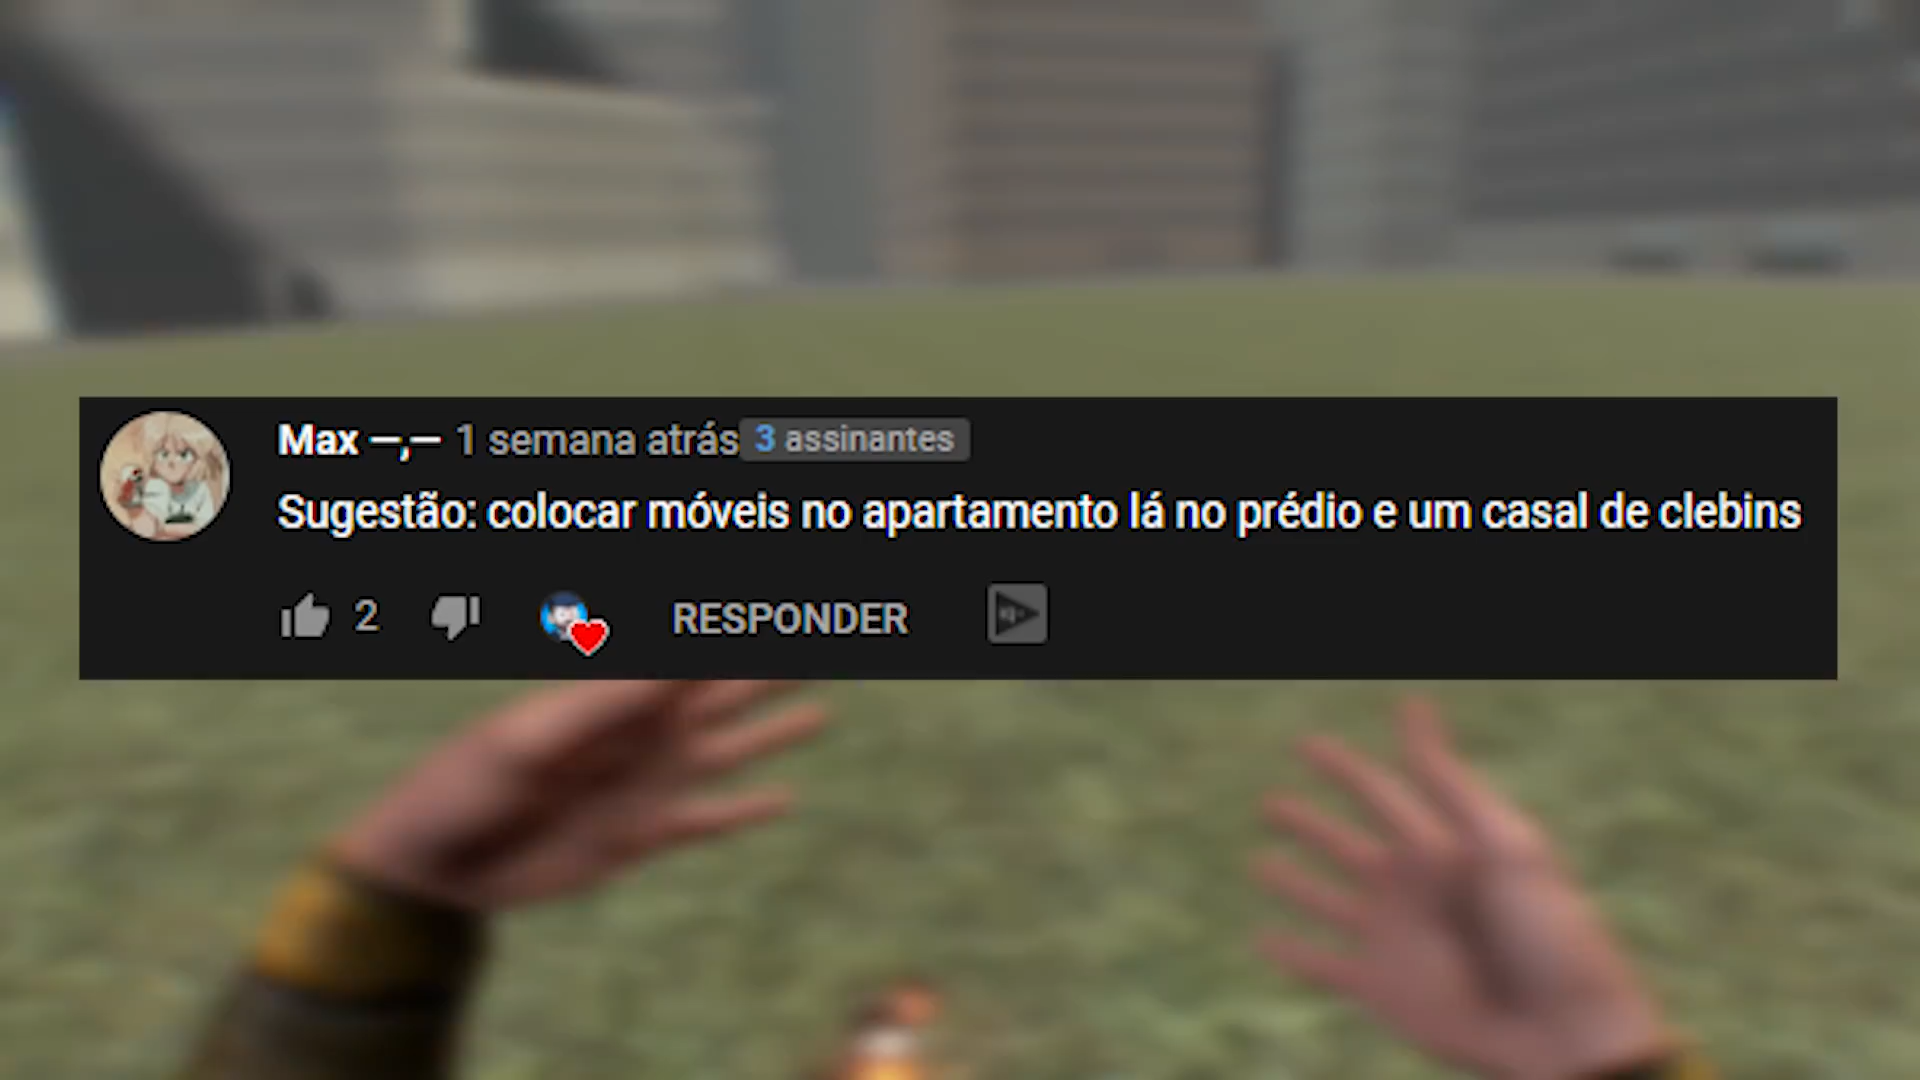 Max —,— 1 semana atrás 3 assinantes
Sugestão: colocar móveis no apartamento lá no prédio e um casal de clebins
2 RESPONDER